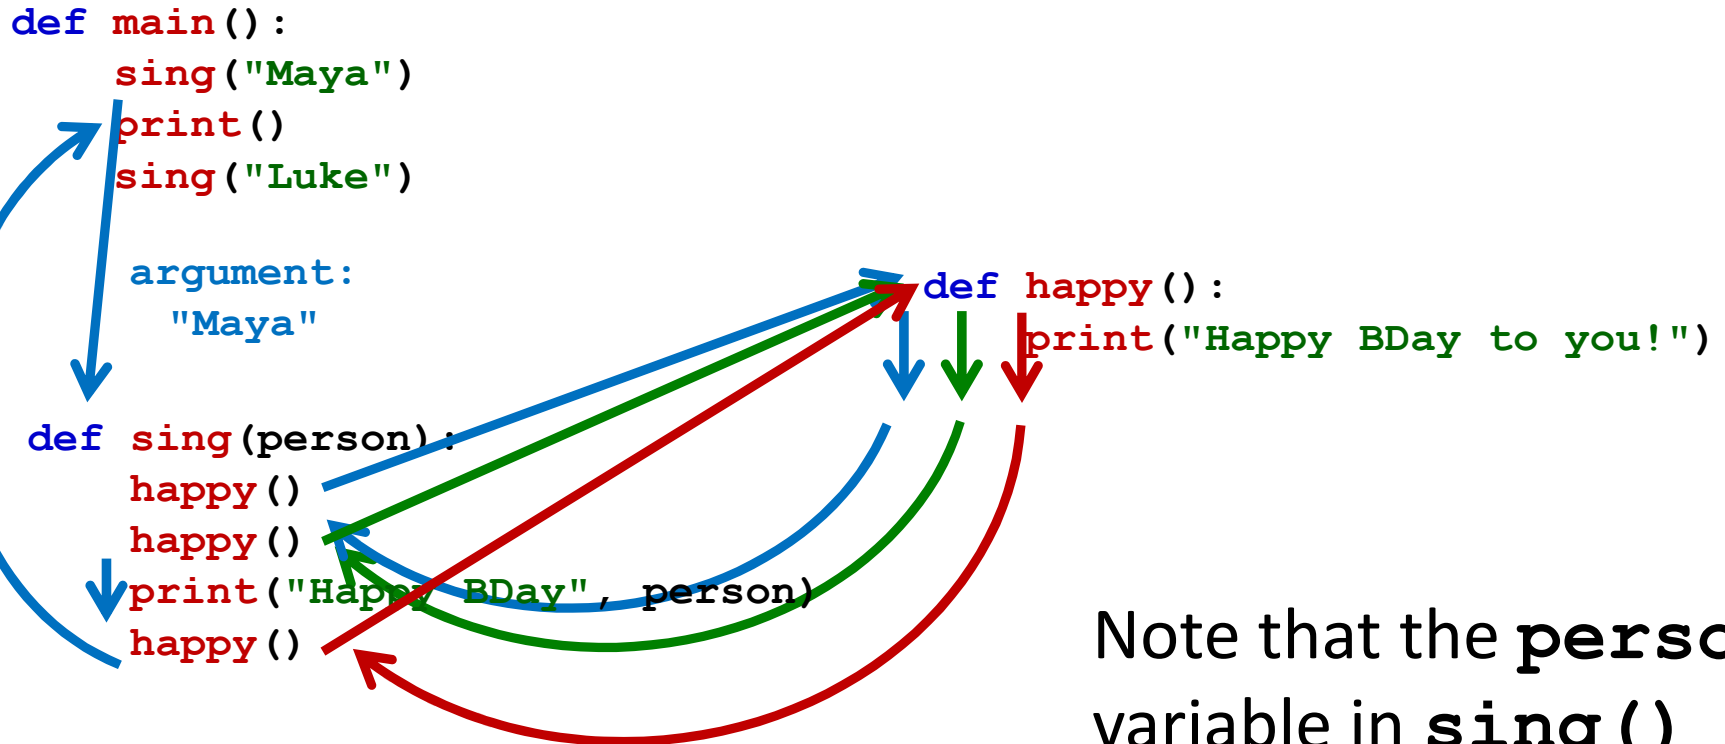 def main():
sing("Maya")
print()
sing("Luke")
argument:
"Maya"
def sing(person):
happy()
happy()
print("Happy BDay", person)
happy()
def happy():
print("Happy BDay to you!")
Note that the
variable in sing()